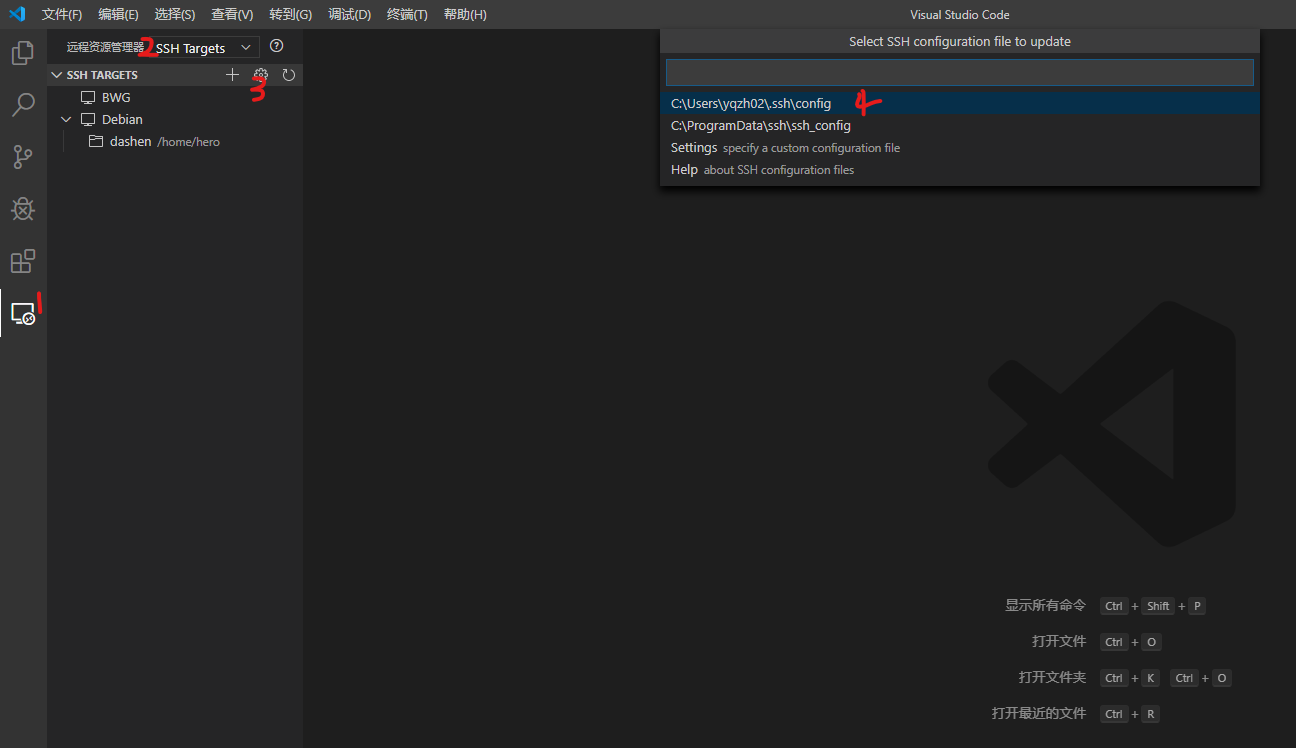 文件(F) 编辑(E) 选择(S) 查看(V) 转到(G) 调试(D) 终端(T) 帮助(H) Visual Studio Code
远程资源管理器 2 SSH Targets
SSH TARGETS
3
BWG
Debian
dashen /home/hero
1
Select SSH configuration file to update
C:\Users\yqzh02\.ssh\config 4
C:\ProgramData\ssh\ssh_config
Settings specify a custom configuration file
Help about SSH configuration files
显示所有命令 Ctrl + Shift + P
打开文件 Ctrl + O
打开文件夹 Ctrl + K Ctrl + O
打开最近的文件 Ctrl + R